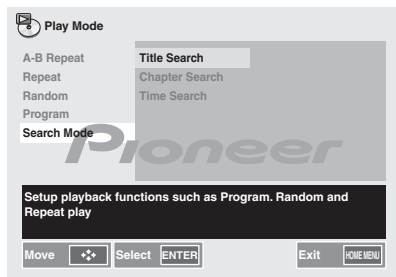 Play Mode
A-B Repeat
Repeat
Random
Program
Search Mode
Title Search
Chapter Search
Time Search
Pioneer
Setup playback functions such as Program. Random and
Repeat play
Move Select ENTER Exit HOME MENU